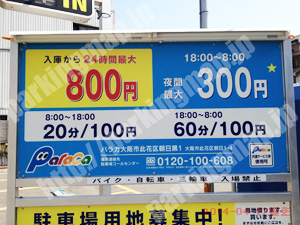 IN
入庫から24時間最大
800円
18:00~8:00
夜間
最大
300円
8:00~18:00
20分/100円
18:00~8:00
60分/100円
Paraca
パラカ大阪市此花区朝日第1
大阪市此花区朝日1-4
0120-100-608
バイク・自転車・三輪車 入場禁止
駐車場用地募集中!
買います。